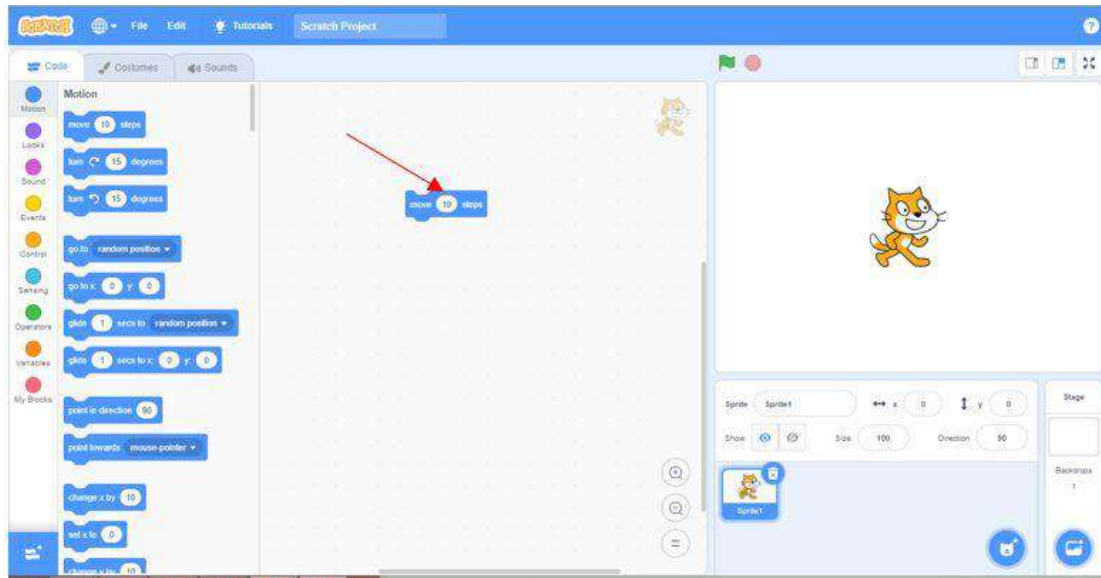 SCRATCH File Edit Tutorials Scratch Project ?
Code Costumes Sounds
Motion
Looks
Sound
Events
Control
Sensing
Operators
Variables
My Blocks
Motion
move 10 steps
turn 15 degrees
turn 15 degrees
go to random position
go to x: 0 y: 0
glide 1 secs to random position
glide 1 secs to x: 0 y: 0
point in direction 90
point towards mouse-pointer
change x by 10
set x to 0
change y by 10
move 10 steps
Sprite Sprite1 x 0 y 0
Show Size 100 Direction 90
Sprite1
Stage
Backdrops
1